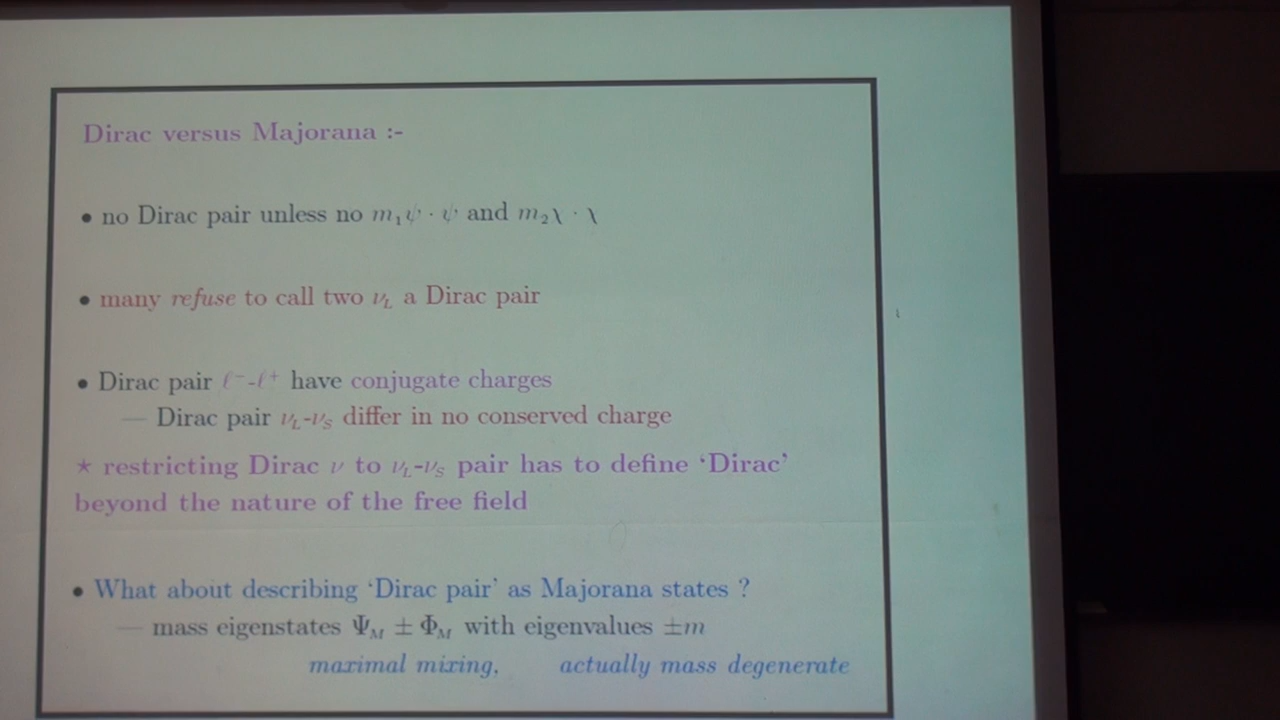 Dirac versus Majorana :-
• no Dirac pair unless no m₁ψ · ψ and m₂χ · χ
• many refuse to call two ν_L a Dirac pair
• Dirac pair ℓ⁻-ℓ⁺ have conjugate charges
— Dirac pair ν_L-ν_S differ in no conserved charge
⋆ restricting Dirac ν to ν_L-ν_S pair has to define ‘Dirac’
beyond the nature of the free field
• What about describing ‘Dirac pair’ as Majorana states ?
— mass eigenstates Ψ_M ± Φ_M with eigenvalues ±m
maximal mixing, actually mass degenerate